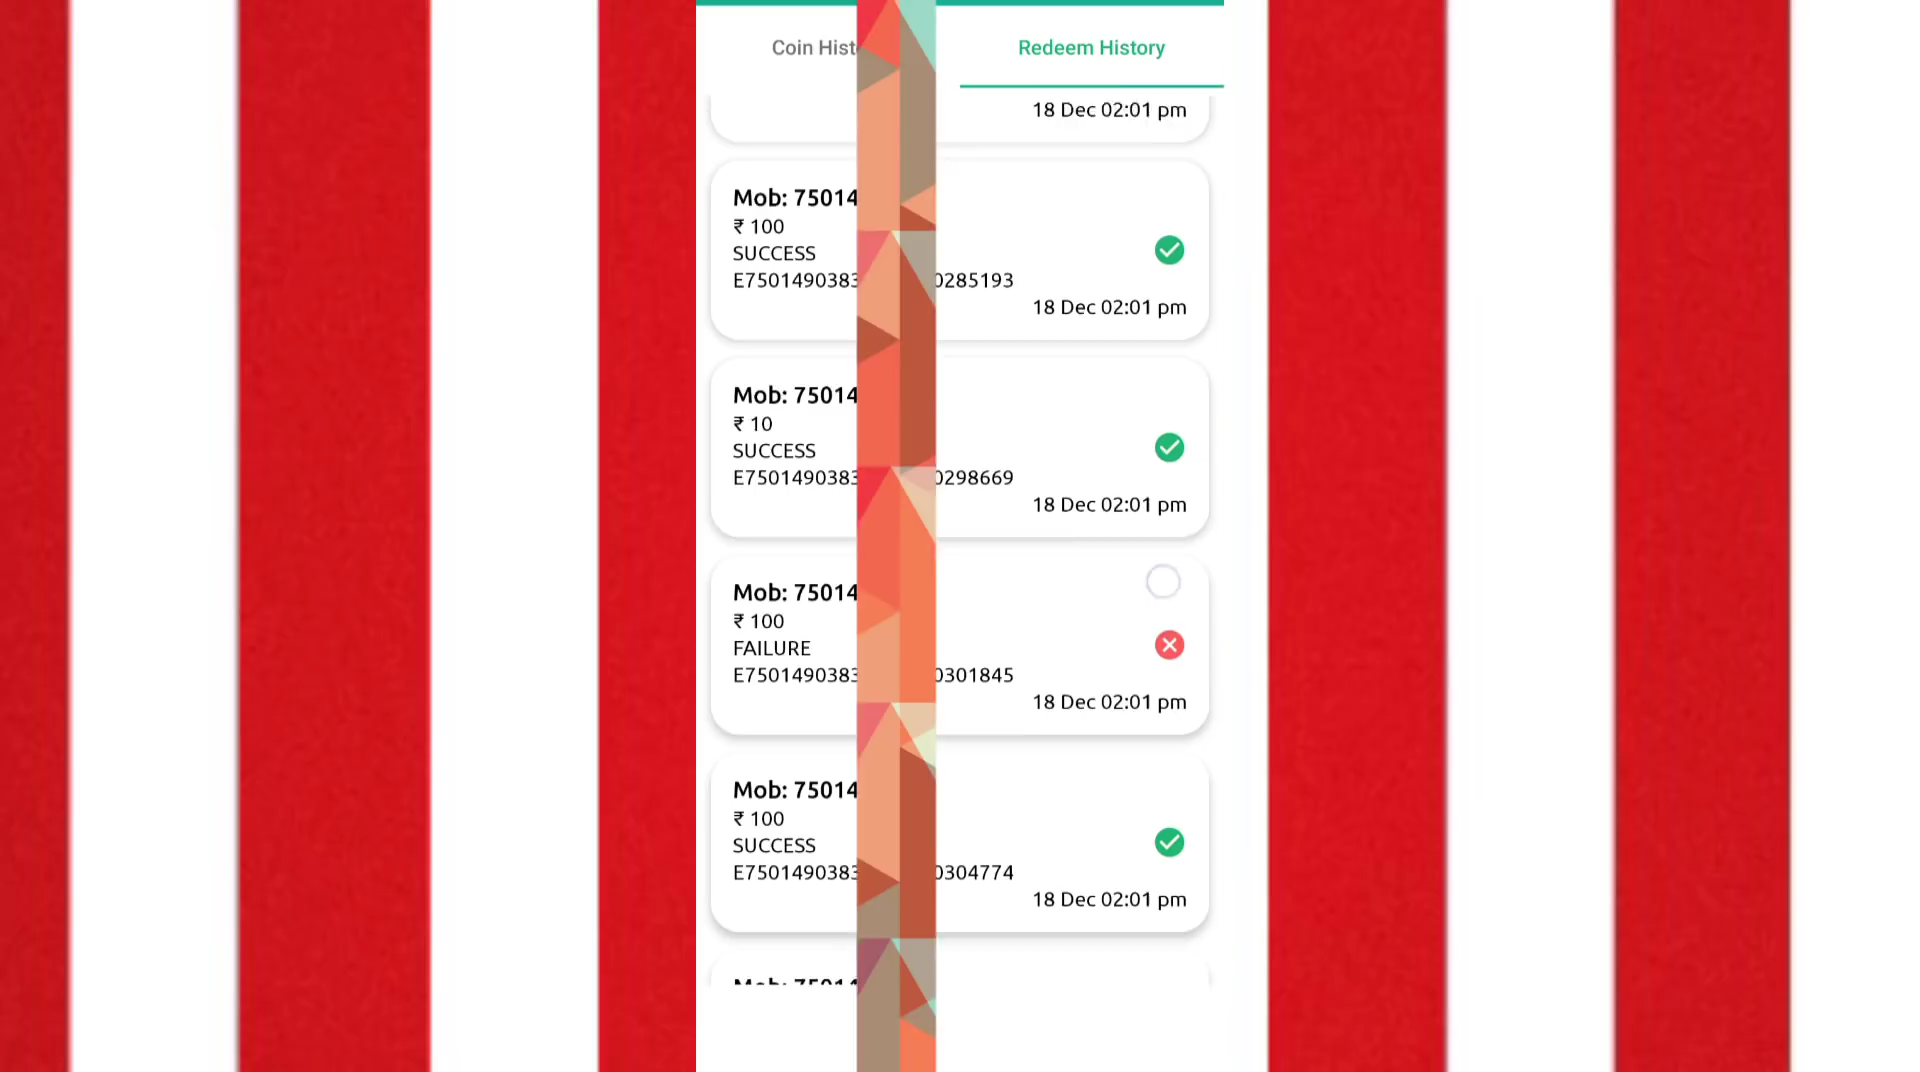 Coin Hist
Redeem History
18 Dec 02:01 pm
Mob: 75014
₹ 100
SUCCESS
E7501490383 0285193
18 Dec 02:01 pm
Mob: 75014
₹ 10
SUCCESS
E7501490383 0298669
18 Dec 02:01 pm
Mob: 75014
₹ 100
FAILURE
E7501490383 0301845
18 Dec 02:01 pm
Mob: 75014
₹ 100
SUCCESS
E7501490383 0304774
18 Dec 02:01 pm
Mob: 75014